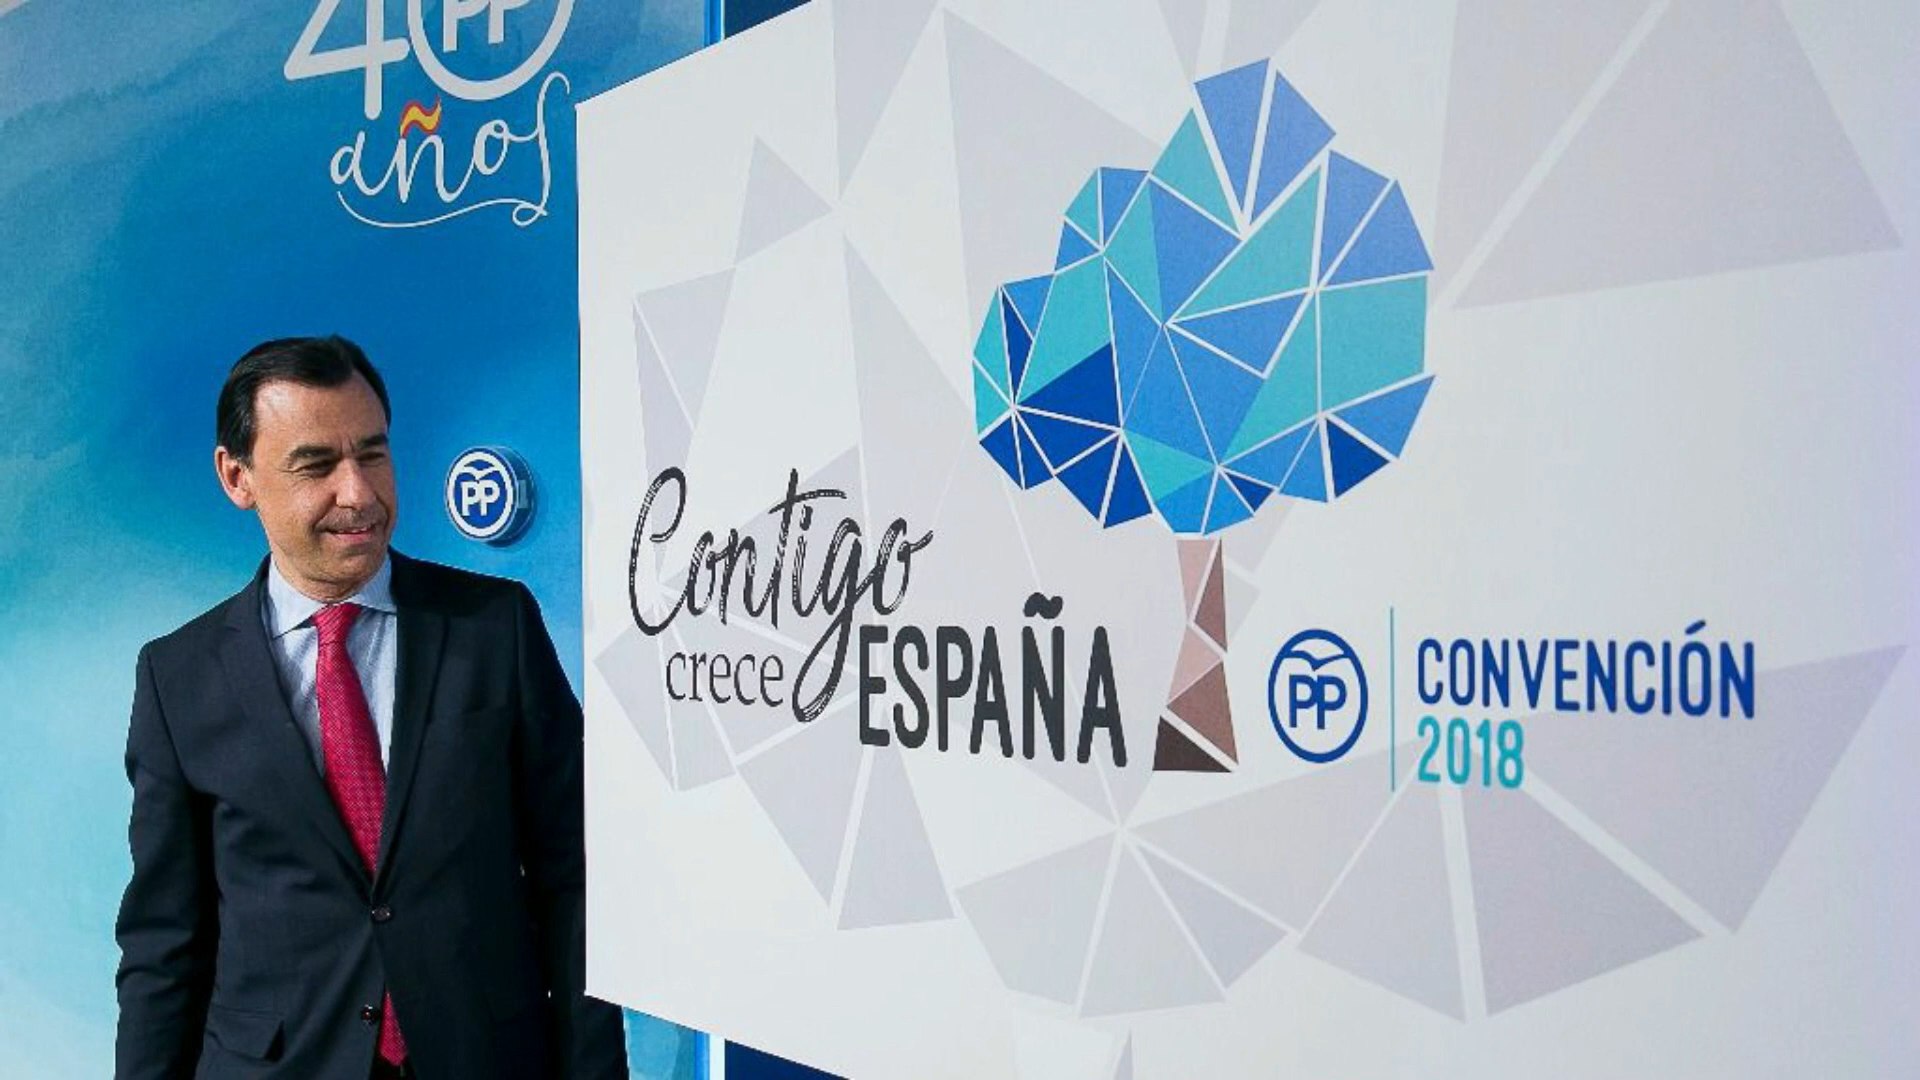 40 PP
años
PP
Contigo
crece
ESPAÑA
PP
CONVENCIÓN
2018